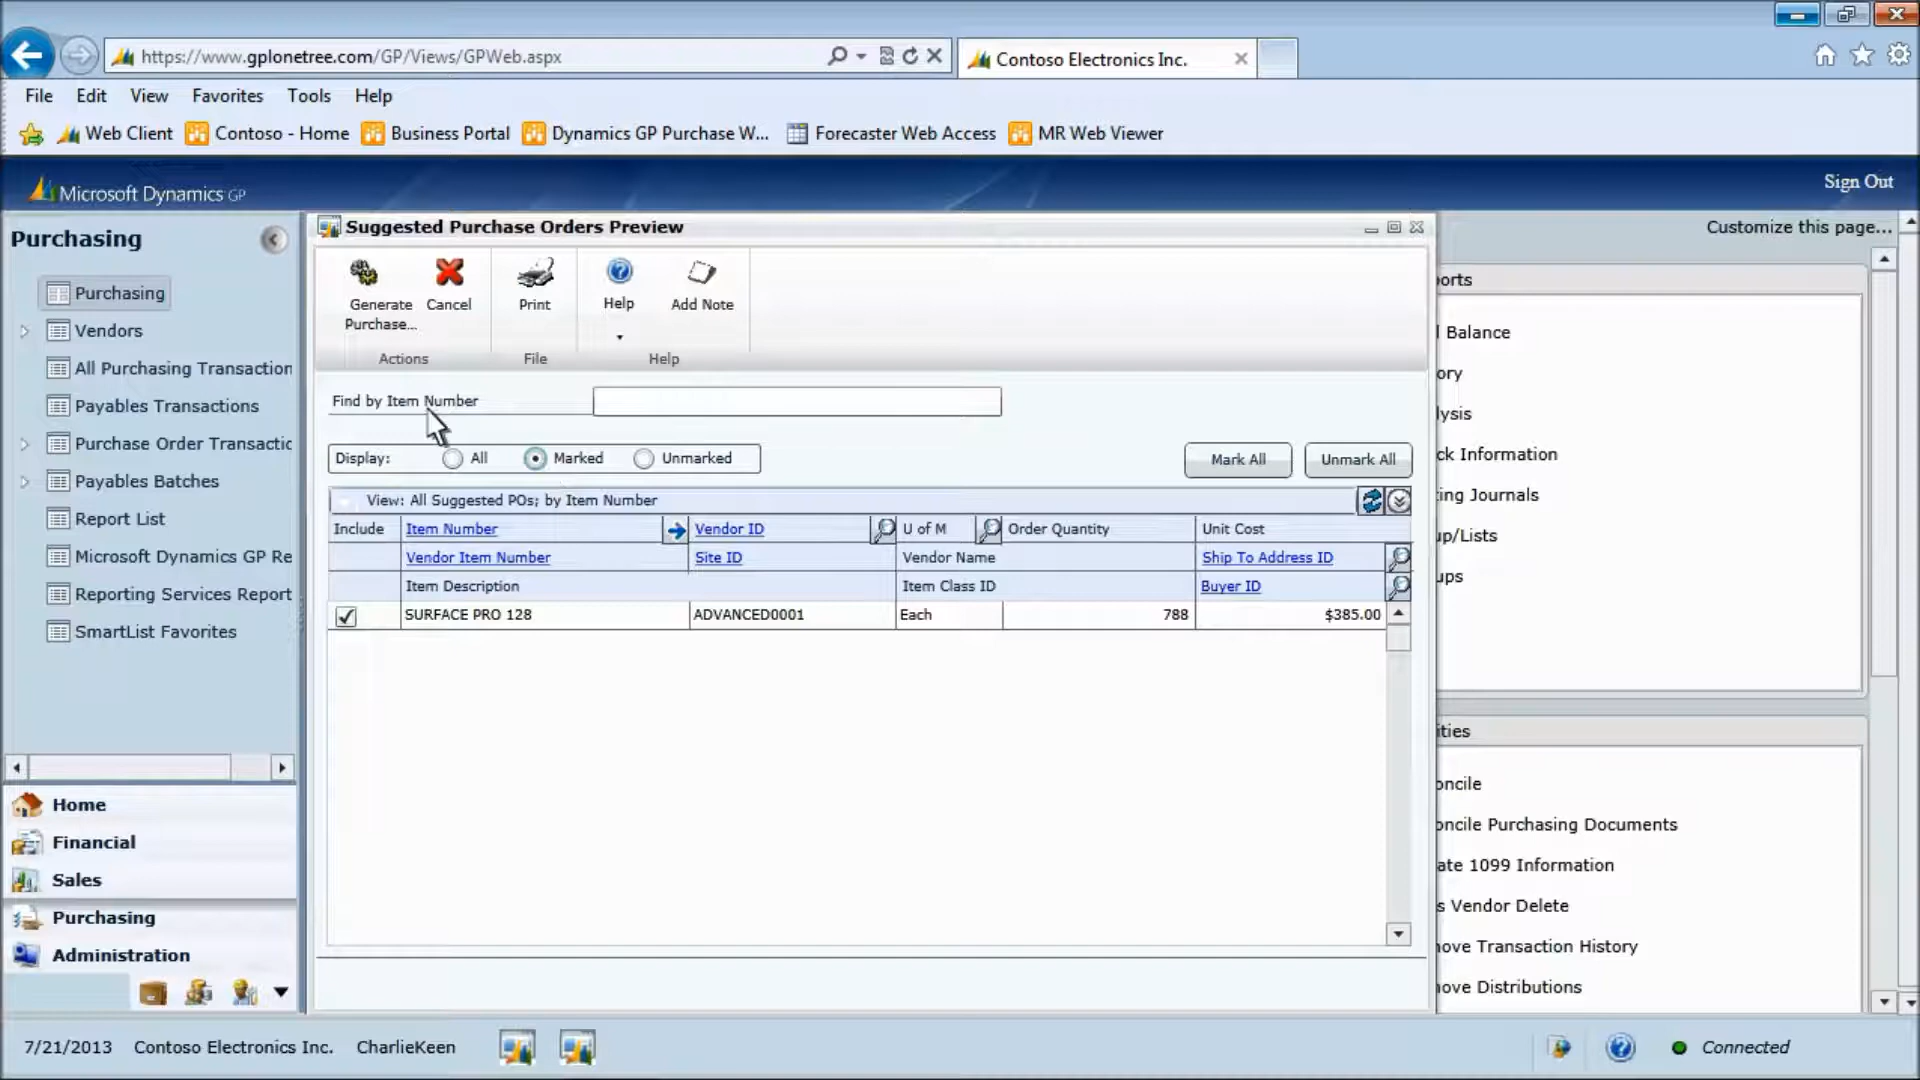 https://www.gplonetree.com/GP/Views/GPWeb.aspx
Contoso Electronics Inc.
File Edit View Favorites Tools Help
Web Client Contoso - Home Business Portal Dynamics GP Purchase W... Forecaster Web Access MR Web Viewer
Microsoft Dynamics GP
Sign Out
Purchasing
Purchasing
Vendors
All Purchasing Transaction
Payables Transactions
Purchase Order Transactic
Payables Batches
Report List
Microsoft Dynamics GP Re
Reporting Services Report
SmartList Favorites
Home
Financial
Sales
Purchasing
Administration
Suggested Purchase Orders Preview
Generate Purchase...
Cancel
Print
Help
Add Note
Actions File Help
Find by Item Number
Display: All Marked Unmarked
Mark All Unmark All
View: All Suggested POs; by Item Number
Include Item Number Vendor ID U of M Order Quantity Unit Cost
Vendor Item Number Site ID Vendor Name Ship To Address ID
Item Description Item Class ID Buyer ID
SURFACE PRO 128 ADVANCED0001 Each 788 $385.00
Customize this page...
orts
l Balance
ory
lysis
ck Information
ing Journals
up/Lists
ups
ities
oncile
oncile Purchasing Documents
ate 1099 Information
s Vendor Delete
nove Transaction History
nove Distributions
7/21/2013 Contoso Electronics Inc. CharlieKeen
Connected